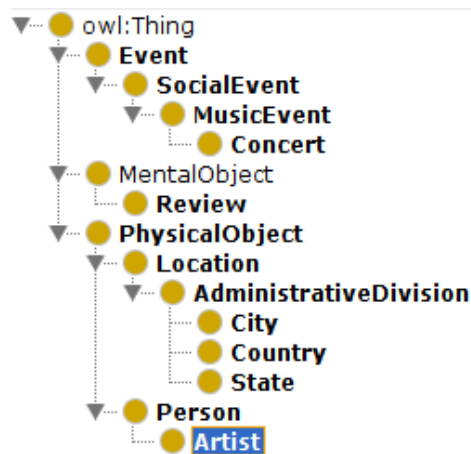 owl:Thing
Event
SocialEvent
MusicEvent
Concert
MentalObject
Review
PhysicalObject
Location
AdministrativeDivision
City
Country
State
Person
Artist